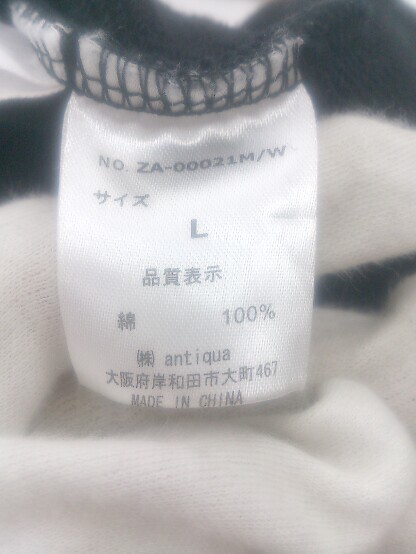 NO. ZA-00021M/W
サイズ
L
品質表示
綿 100%
㈱ antiqua
大阪府岸和田市大町467
MADE IN CHINA